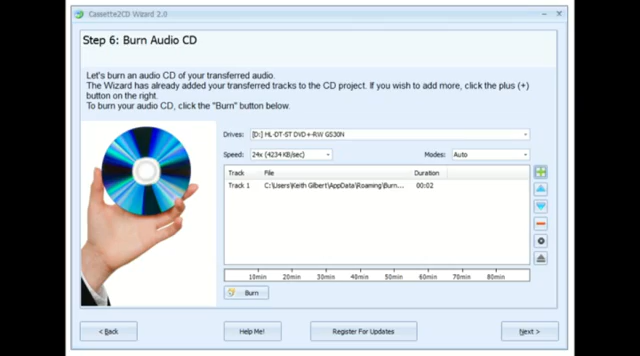 Cassette2CD Wizard 2.0
Step 6: Burn Audio CD
Let's burn an audio CD of your transferred audio.
The Wizard has already added your transferred tracks to the CD project. If you wish to add more, click the plus (+)
button on the right.
To burn your audio CD, click the "Burn" button below.
Drives: [D:] HL-DT-ST DVD+-RW GS30N
Speed: 24x (4234 KB/sec) Modes: Auto
Track File Duration
Track 1 C:\Users\Keith Gilbert\AppData\Roaming\Burn... 00:02
10min 20min 30min 40min 50min 60min 70min 80min
Burn
< Back Help Me! Register For Updates Next >